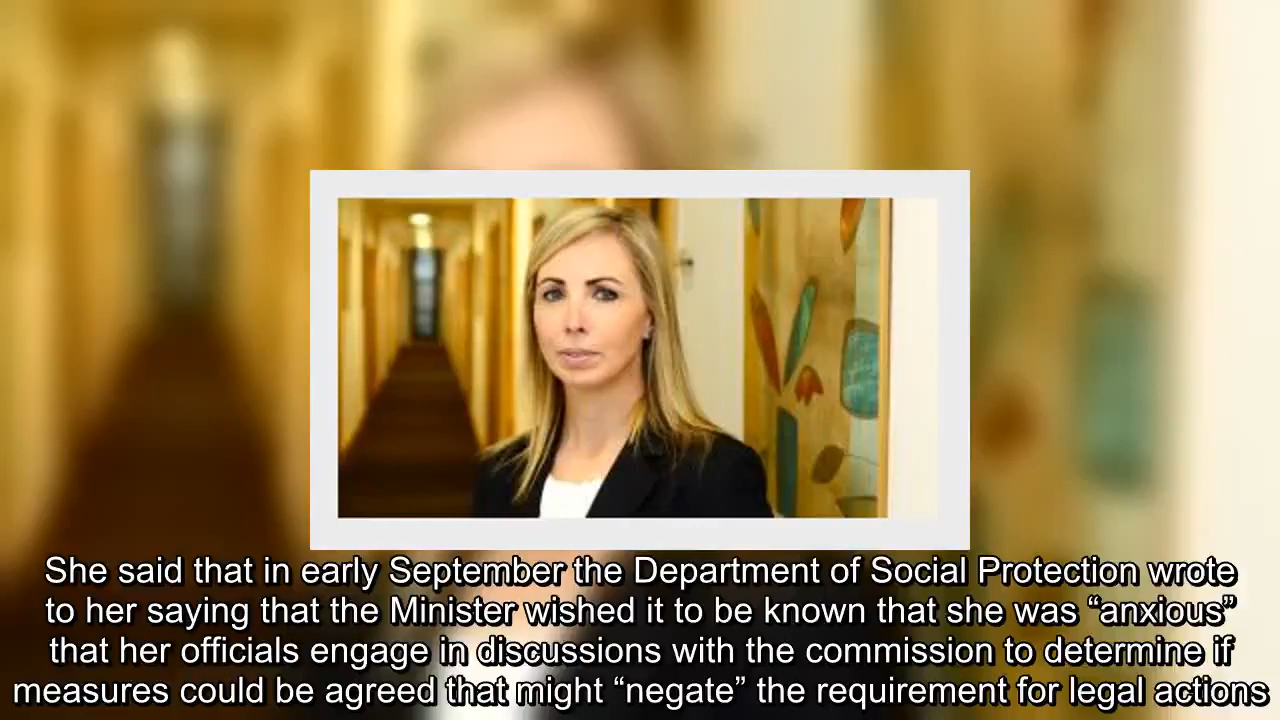 She said that in early September the Department of Social Protection wrote
to her saying that the Minister wished it to be known that she was “anxious”
that her officials engage in discussions with the commission to determine if
measures could be agreed that might “negate” the requirement for legal actions